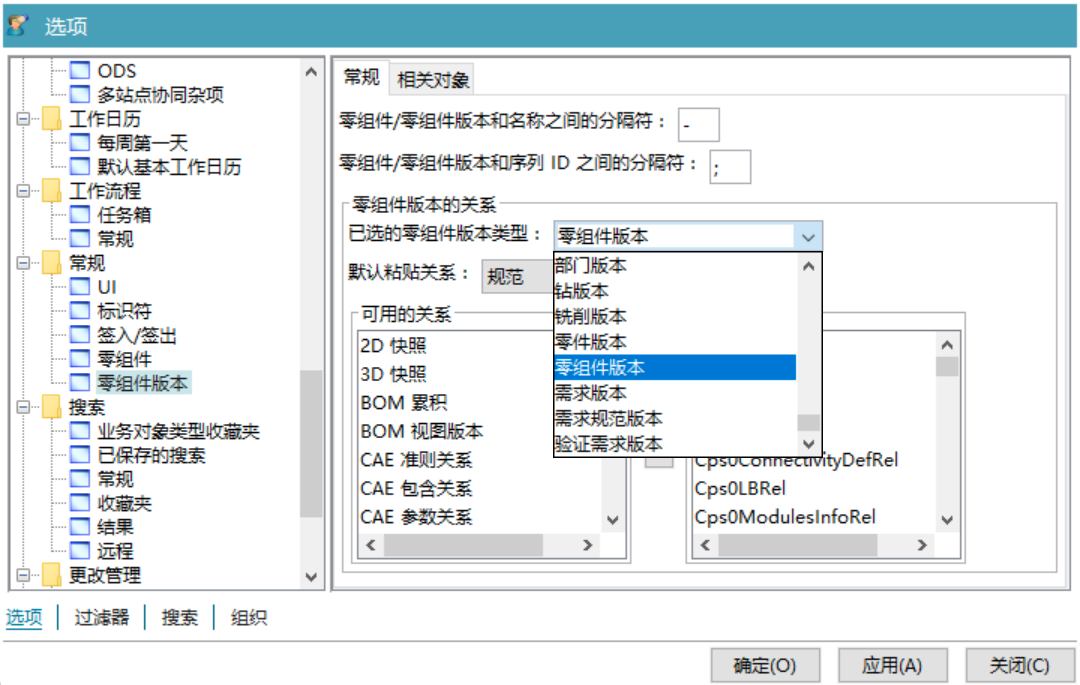 选项
ODS
多站点协同杂项
工作日历
每周第一天
默认基本工作日历
工作流程
任务箱
常规
常规
UI
标识符
签入/签出
零组件
零组件版本
搜索
业务对象类型收藏夹
已保存的搜索
常规
收藏夹
结果
远程
更改管理
常规
相关对象
零组件/零组件版本和名称之间的分隔符： -
零组件/零组件版本和序列 ID 之间的分隔符： ;
零组件版本的关系
已选的零组件版本类型： 零组件版本
默认粘贴关系： 规范
部门版本
钻版本
铣削版本
零件版本
零组件版本
需求版本
需求规范版本
验证需求版本
可用的关系
2D 快照
3D 快照
BOM 累积
BOM 视图版本
CAE 准则关系
CAE 包含关系
CAE 参数关系
Cps0ConnectivityDefRel
Cps0LBRel
Cps0ModulesInfoRel
选项 过滤器 搜索 组织
确定(O) 应用(A) 关闭(C)